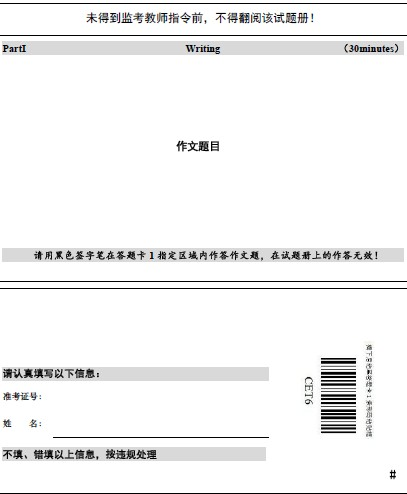 未得到监考教师指令前，不得翻阅该试题册！
PartI Writing （30minutes）
作文题目
请用黑色签字笔在答题卡 1 指定区域内作答作文题，在试题册上的作答无效！
请认真填写以下信息：
准考证号：
姓 名：
不填、错填以上信息，按违规处理
CET6
#